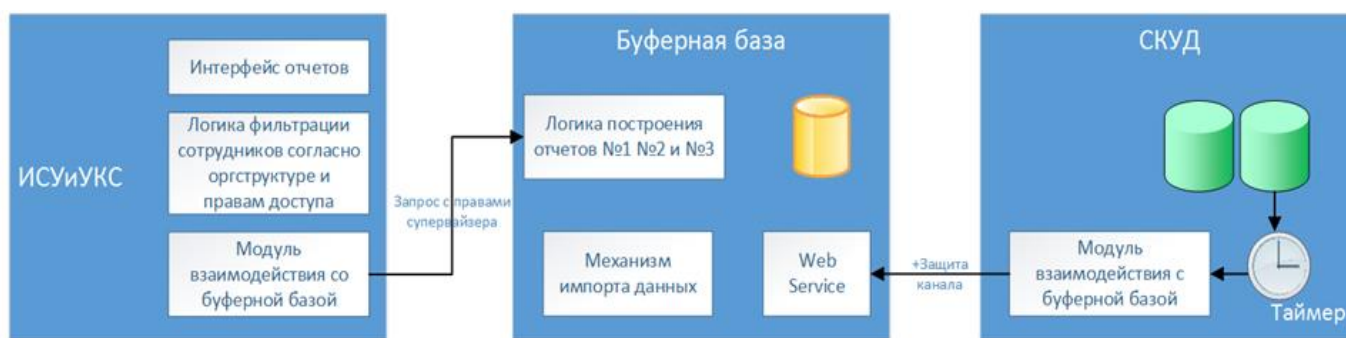 ИСУиУКС
Интерфейс отчетов
Логика фильтрации
сотрудников согласно
оргструктуре и
правам доступа
Модуль
взаимодействия со
буферной базой
Запрос с правами
супервайзера
Буферная база
Логика построения
отчетов №1 №2 и №3
Механизм
импорта данных
Web
Service
+Защита
канала
СКУД
Модуль
взаимодействия с
буферной базой
Таймер